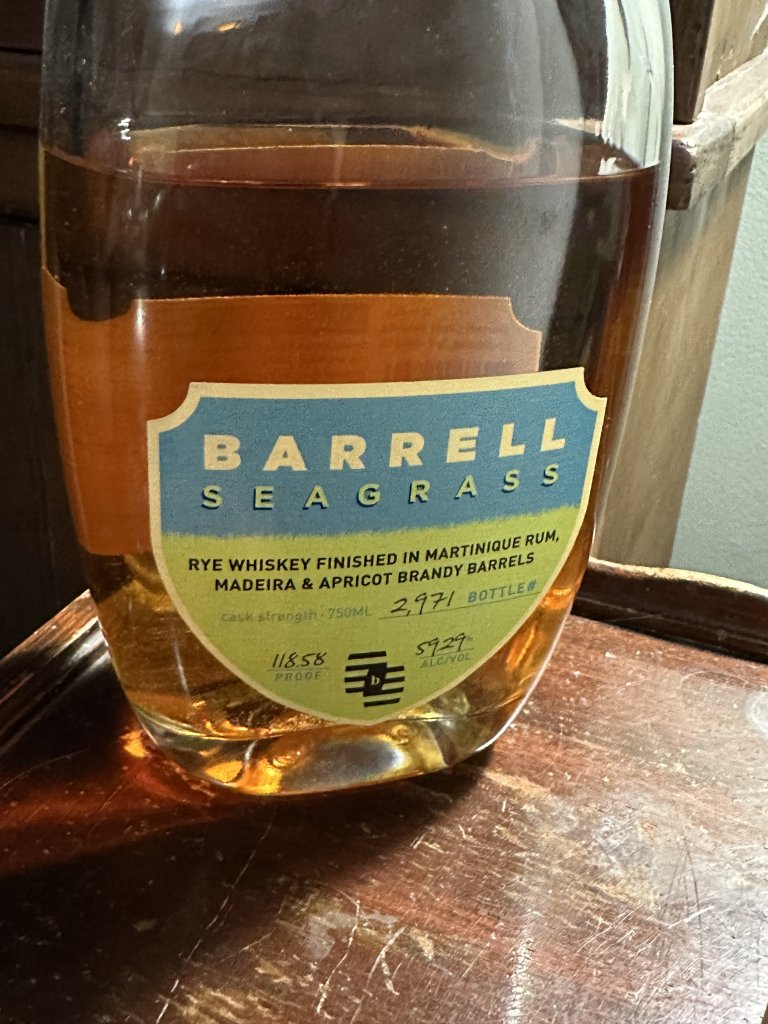 BARRELL
SEAGRASS
RYE WHISKEY FINISHED IN MARTINIQUE RUM,
MADEIRA & APRICOT BRANDY BARRELS
cask strength · 750ML 2,971 BOTTLE#
118.58 59.29%
PROOF ALC/VOL
b